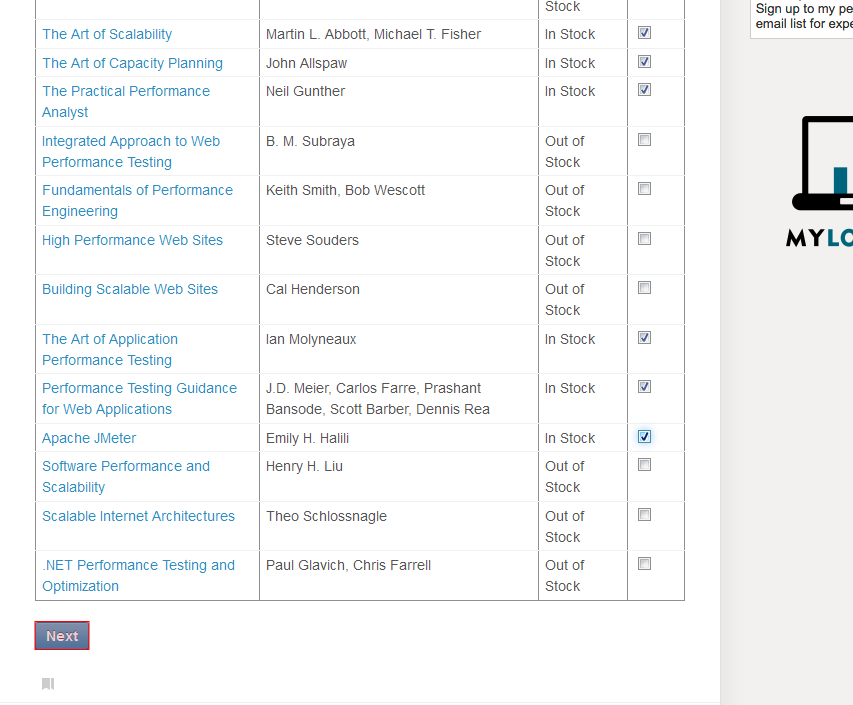 Stock
Sign up to my pe
email list for expe
The Art of Scalability Martin L. Abbott, Michael T. Fisher In Stock
The Art of Capacity Planning John Allspaw In Stock
The Practical Performance Neil Gunther In Stock
Analyst
Integrated Approach to Web B. M. Subraya Out of
Performance Testing Stock
Fundamentals of Performance Keith Smith, Bob Wescott Out of
Engineering Stock
High Performance Web Sites Steve Souders Out of
Stock
Building Scalable Web Sites Cal Henderson Out of
Stock
The Art of Application Ian Molyneaux In Stock
Performance Testing
Performance Testing Guidance J.D. Meier, Carlos Farre, Prashant In Stock
for Web Applications Bansode, Scott Barber, Dennis Rea
Apache JMeter Emily H. Halili In Stock
Software Performance and Henry H. Liu Out of
Scalability Stock
Scalable Internet Architectures Theo Schlossnagle Out of
Stock
.NET Performance Testing and Paul Glavich, Chris Farrell Out of
Optimization Stock
Next
MYLO